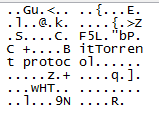 ..Gu.<.. ..{...E.
.l..@.k. ....{.>Z
.S....C. F5L."bP.
C +....B itTorren
t protoc ol......
.....z.+ ....q.].
...wHT.. ........
..l...9N ....R.